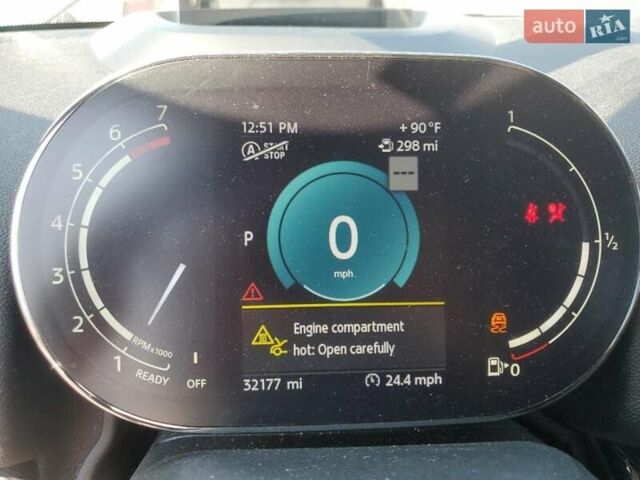 auto RIA.com
12:51 PM
+ 90 °F
A START STOP
298 mi
---
7
6
5
4
3
2
1
RPM x1000
READY
OFF
P
0
mph
1
1/2
0
Engine compartment
hot: Open carefully
32177 mi
24.4 mph